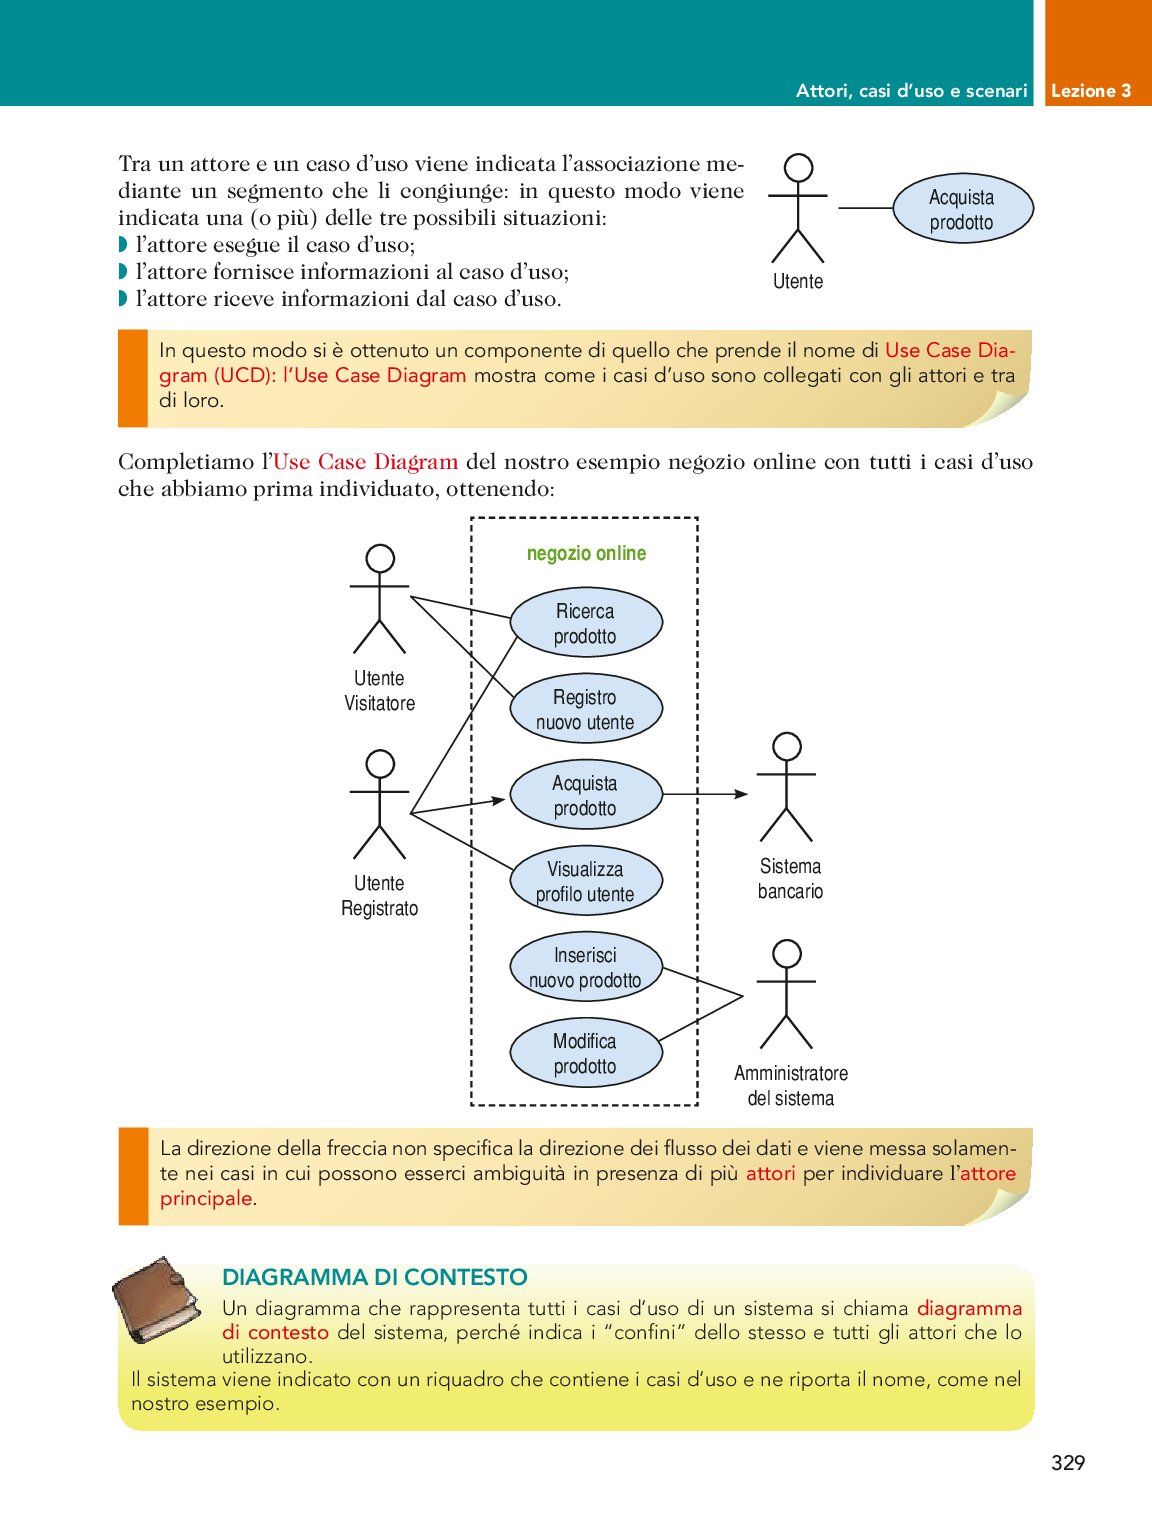 Attori, casi d'uso e scenari Lezione 3
Tra un attore e un caso d'uso viene indicata l'associazione me-
diante un segmento che li congiunge: in questo modo viene
indicata una (o più) delle tre possibili situazioni:
l'attore esegue il caso d'uso;
l'attore fornisce informazioni al caso d'uso;
l'attore riceve informazioni dal caso d'uso.
Acquista
prodotto
Utente
In questo modo si è ottenuto un componente di quello che prende il nome di Use Case Dia-
gram (UCD): l'Use Case Diagram mostra come i casi d'uso sono collegati con gli attori e tra
di loro.
Completiamo l'Use Case Diagram del nostro esempio negozio online con tutti i casi d'uso
che abbiamo prima individuato, ottenendo:
negozio online
Ricerca
prodotto
Utente
Visitatore
Registro
nuovo utente
Acquista
prodotto
Utente
Registrato
Visualizza
profilo utente
Sistema
bancario
Inserisci
nuovo prodotto
Modifica
prodotto
Amministratore
del sistema
La direzione della freccia non specifica la direzione dei flusso dei dati e viene messa solamen-
te nei casi in cui possono esserci ambiguità in presenza di più attori per individuare l'attore
principale.
DIAGRAMMA DI CONTESTO
Un diagramma che rappresenta tutti i casi d'uso di un sistema si chiama diagramma
di contesto del sistema, perché indica i "confini" dello stesso e tutti gli attori che lo
utilizzano.
Il sistema viene indicato con un riquadro che contiene i casi d'uso e ne riporta il nome, come nel
nostro esempio.
329